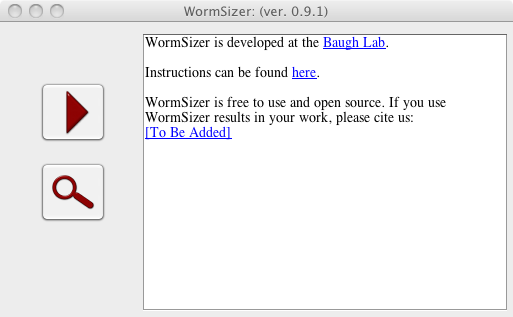 WormSizer: (ver. 0.9.1)
WormSizer is developed at the Baugh Lab.
Instructions can be found here.
WormSizer is free to use and open source. If you use
WormSizer results in your work, please cite us:
[To Be Added]